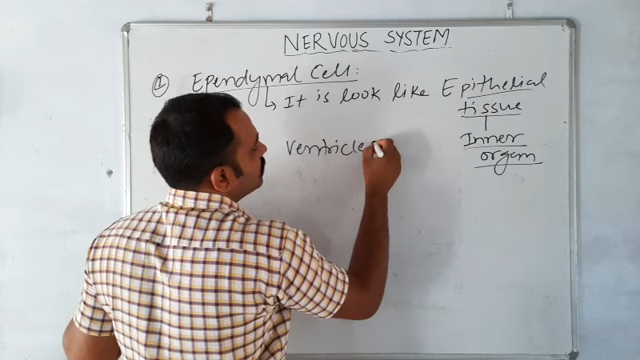 NERVOUS SYSTEM
① Ependymal Cell:
↳ It is look like Epithelial
tissue
Inner
organ
Ventricle